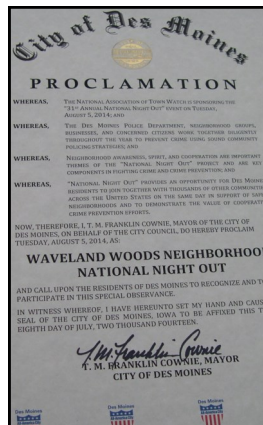 City of Des Moines
PROCLAMATION
WHEREAS, THE NATIONAL ASSOCIATION OF TOWN WATCH IS SPONSORING THE
"31ST ANNUAL NATIONAL NIGHT OUT" EVENT ON TUESDAY,
AUGUST 5, 2014; AND
WHEREAS, THE DES MOINES POLICE DEPARTMENT, NEIGHBORHOOD GROUPS,
BUSINESSES, AND CONCERNED CITIZENS WORK TOGETHER DILIGENTLY
THROUGHOUT THE YEAR TO PREVENT CRIME USING SOUND COMMUNITY
POLICING STRATEGIES; AND
WHEREAS, NEIGHBORHOOD AWARENESS, SPIRIT, AND COOPERATION ARE IMPORTANT
THEMES OF THE "NATIONAL NIGHT OUT" PROJECT AND ARE KEY
COMPONENTS IN FIGHTING CRIME AND CRIME PREVENTION; AND
WHEREAS, "NATIONAL NIGHT OUT" PROVIDES AN OPPORTUNITY FOR DES MOINES
RESIDENTS TO JOIN TOGETHER WITH THOUSANDS OF OTHER COMMUNITIES
ACROSS THE UNITED STATES ON THE SAME DAY IN SUPPORT OF SAFE
NEIGHBORHOODS AND TO DEMONSTRATE THE VALUE OF COOPERATIVE
CRIME PREVENTION EFFORTS.
NOW, THEREFORE, I, T. M. FRANKLIN COWNIE, MAYOR OF THE CITY OF
DES MOINES, ON BEHALF OF THE CITY COUNCIL, DO HEREBY PROCLAIM
TUESDAY, AUGUST 5, 2014, AS:
WAVELAND WOODS NEIGHBORHOOD
NATIONAL NIGHT OUT
AND CALL UPON THE RESIDENTS OF DES MOINES TO RECOGNIZE AND TO
PARTICIPATE IN THIS SPECIAL OBSERVANCE.
IN WITNESS WHEREOF, I HAVE HEREUNTO SET MY HAND AND CAUSE
SEAL OF THE CITY OF DES MOINES, IOWA TO BE AFFIXED THIS T
EIGHTH DAY OF JULY, TWO THOUSAND FOURTEEN.
T. M. Franklin Cownie
T. M. FRANKLIN COWNIE, MAYOR
CITY OF DES MOINES
Des Moines
Des Moines
Des Moines